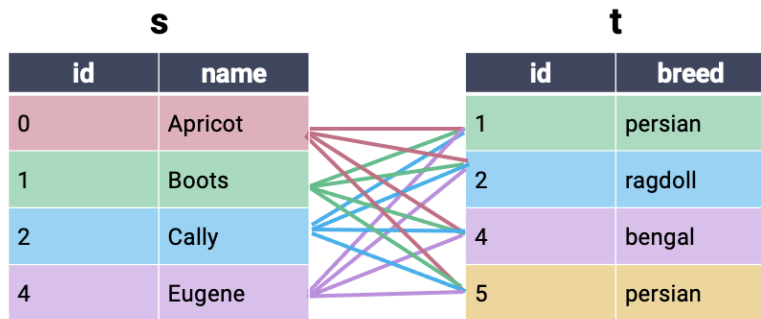 s t
id name id breed
0 Apricot 1 persian
1 Boots 2 ragdoll
2 Cally 4 bengal
4 Eugene 5 persian